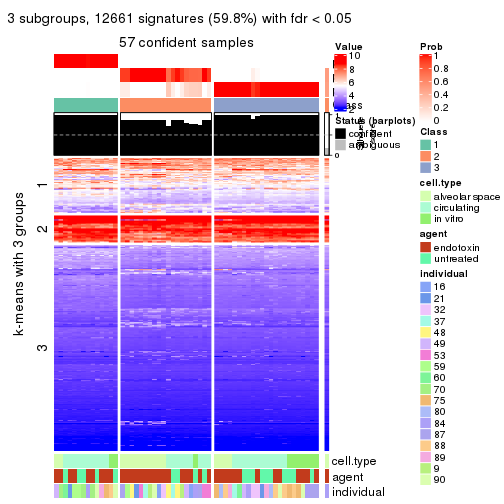 3 subgroups, 12661 signatures (59.8%) with fdr < 0.05
57 confident samples
k-means with 3 groups
1
2
3
cell.type
agent
individual
Value
10
8
6
4
2
Status (barplots)
confident
ambiguous
Prob
1
0.8
0.6
0.4
0.2
0
Class
1
2
3
cell.type
alveolar space
circulating
in vitro
agent
endotoxin
untreated
individual
16
21
32
37
48
49
53
59
60
70
75
80
84
87
88
89
9
90